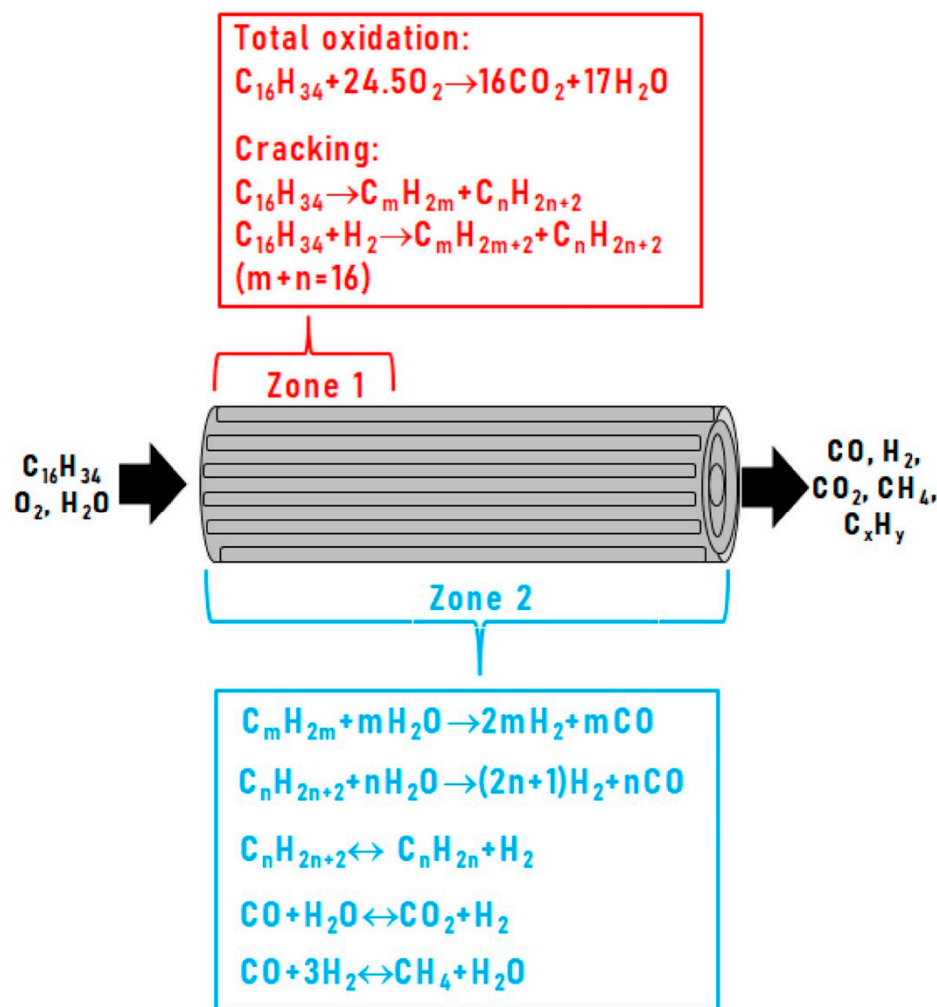 Total oxidation:
C₁₆H₃₄+24.5O₂→16CO₂+17H₂O
Cracking:
C₁₆H₃₄→CₘH₂ₘ+CₙH₂ₙ₊₂
C₁₆H₃₄+H₂→CₘH₂ₘ₊₂+CₙH₂ₙ₊₂
(m+n=16)
Zone 1
C₁₆H₃₄
O₂, H₂O
CO, H₂,
CO₂, CH₄,
CₓHᵧ
Zone 2
CₘH₂ₘ+mH₂O→2mH₂+mCO
CₙH₂ₙ₊₂+nH₂O→(2n+1)H₂+nCO
CₙH₂ₙ₊₂↔ CₙH₂ₙ+H₂
CO+H₂O↔CO₂+H₂
CO+3H₂↔CH₄+H₂O